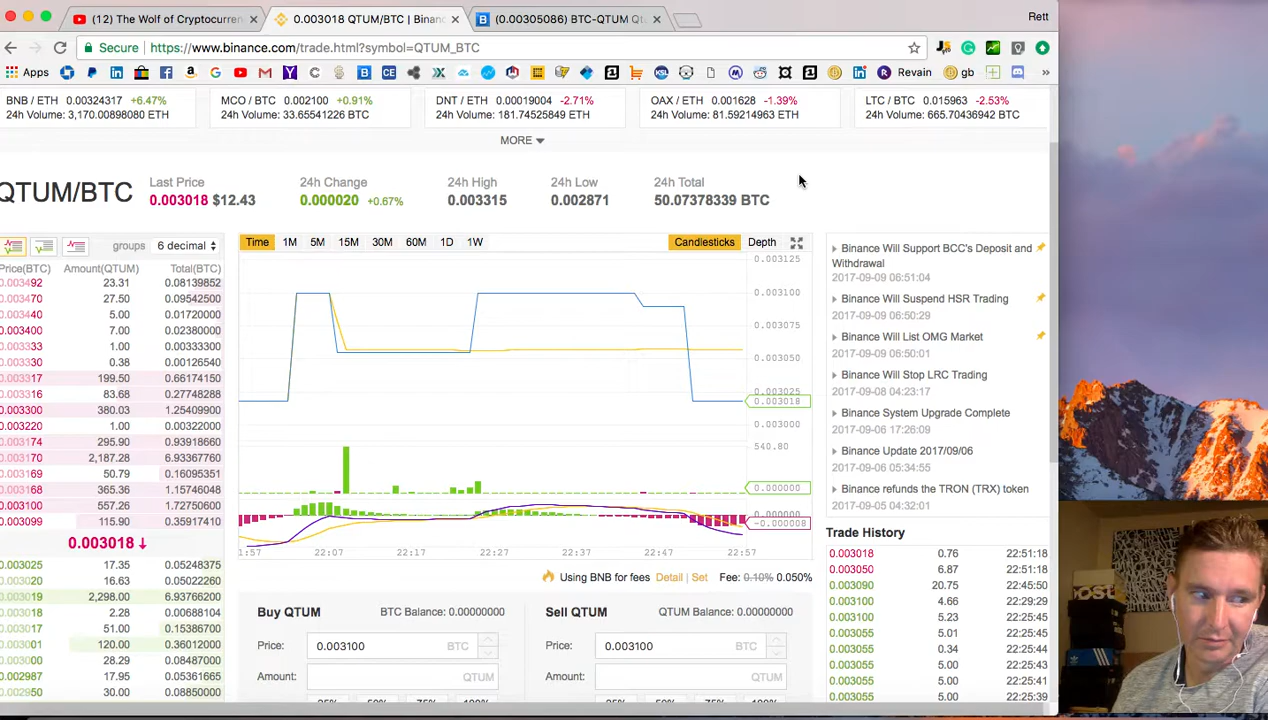 (12) The Wolf of Cryptocurren
0.003018 QTUM/BTC | Binanc
(0.00305086) BTC-QTUM Qt
Rett
Secure
https://www.binance.com/trade.html?symbol=QTUM_BTC
Apps
Revain
gb
BNB / ETH 0.00324317 +6.47%
24h Volume: 3,170.00898080 ETH
MCO / BTC 0.002100 +0.91%
24h Volume: 33.65541226 BTC
DNT / ETH 0.00019004 -2.71%
24h Volume: 181.74525849 ETH
OAX / ETH 0.001628 -1.39%
24h Volume: 81.59214963 ETH
LTC / BTC 0.015963 -2.53%
24h Volume: 665.70436942 BTC
MORE
QTUM/BTC
Last Price
0.003018 $12.43
24h Change
0.000020 +0.67%
24h High
0.003315
24h Low
0.002871
24h Total
50.07378339 BTC
groups 6 decimal
Price(BTC) Amount(QTUM) Total(BTC)
0.003492 23.31 0.08139852
0.003470 27.50 0.09542500
0.003440 5.00 0.01720000
0.003400 7.00 0.02380000
0.003333 1.00 0.00333300
0.003330 0.38 0.00126540
0.003317 199.50 0.66174150
0.003316 83.68 0.27748288
0.003300 380.03 1.25409900
0.003220 1.00 0.00322000
0.003174 295.90 0.93918660
0.003170 2,187.28 6.93367760
0.003169 50.79 0.16095351
0.003168 365.36 1.15746048
0.003100 557.26 1.72750600
0.003099 115.90 0.35917410
0.003018
0.003025 17.35 0.05248375
0.003020 16.63 0.05022260
0.003019 2,298.00 6.93766200
0.003018 2.28 0.00688104
0.003017 51.00 0.15386700
0.003001 120.00 0.36012000
0.003000 28.29 0.08487000
0.002987 17.95 0.05361665
0.002950 30.00 0.08850000
Time 1M 5M 15M 30M 60M 1D 1W
Candlesticks Depth
0.003125
0.003100
0.003075
0.003050
0.003025
0.003018
0.003000
540.80
0.000000
0.000000
-0.000008
1:57 22:07 22:17 22:27 22:37 22:47 22:57
Using BNB for fees Detail | Set Fee: 0.10% 0.050%
Buy QTUM BTC Balance: 0.00000000
Price: 0.003100 BTC
Amount: QTUM
25% 50% 75% 100%
Sell QTUM QTUM Balance: 0.00000000
Price: 0.003100 BTC
Amount: QTUM
25% 50% 75% 100%
Binance Will Support BCC's Deposit and
Withdrawal
2017-09-09 06:51:04
Binance Will Suspend HSR Trading
2017-09-09 06:50:29
Binance Will List OMG Market
2017-09-09 06:50:01
Binance Will Stop LRC Trading
2017-09-08 04:23:17
Binance System Upgrade Complete
2017-09-06 17:26:09
Binance Update 2017/09/06
2017-09-06 05:34:55
Binance refunds the TRON (TRX) token
2017-09-05 04:32:01
Trade History
0.003018 0.76 22:51:18
0.003050 6.87 22:51:18
0.003090 20.75 22:45:50
0.003100 4.66 22:29:29
0.003100 5.23 22:25:45
0.003055 5.01 22:25:45
0.003055 0.34 22:25:44
0.003055 5.00 22:25:45
0.003055 5.00 22:25:41
0.003055 5.00 22:25:39